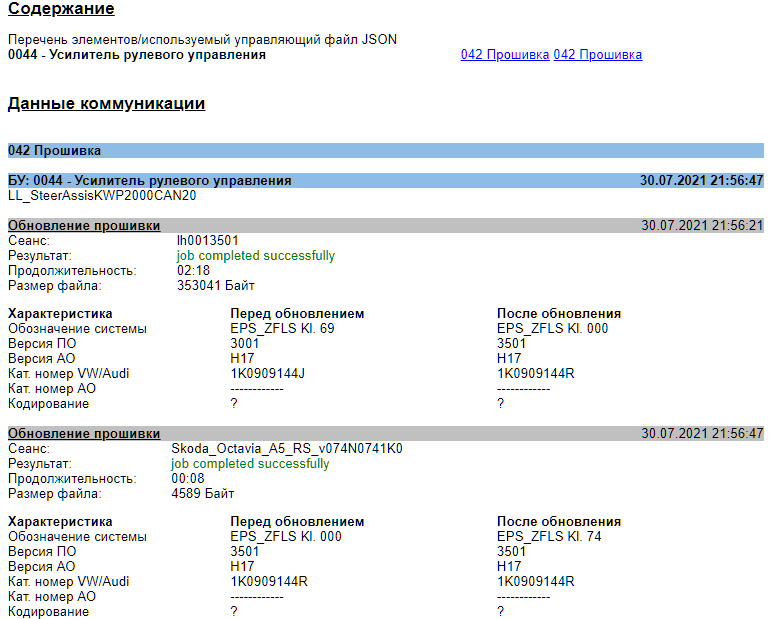 Содержание
Перечень элементов/используемый управляющий файл JSON
0044 - Усилитель рулевого управления 042 Прошивка 042 Прошивка
Данные коммуникации
042 Прошивка
БУ: 0044 - Усилитель рулевого управления 30.07.2021 21:56:47
LL_SteerAssisKWP2000CAN20
Обновление прошивки 30.07.2021 21:56:21
Сеанс: lh0013501
Результат: job completed successfully
Продолжительность: 02:18
Размер файла: 353041 Байт
Характеристика Перед обновлением После обновления
Обозначение системы EPS_ZFLS Kl. 69 EPS_ZFLS Kl. 000
Версия ПО 3001 3501
Версия АО H17 H17
Кат. номер VW/Audi 1K0909144J 1K0909144R
Кат. номер АО ------------ ------------
Кодирование ? ?
Обновление прошивки 30.07.2021 21:56:47
Сеанс: Skoda_Octavia_A5_RS_v074N0741K0
Результат: job completed successfully
Продолжительность: 00:08
Размер файла: 4589 Байт
Характеристика Перед обновлением После обновления
Обозначение системы EPS_ZFLS Kl. 000 EPS_ZFLS Kl. 74
Версия ПО 3501 3501
Версия АО H17 H17
Кат. номер VW/Audi 1K0909144R 1K0909144R
Кат. номер АО ------------ ------------
Кодирование ? ?